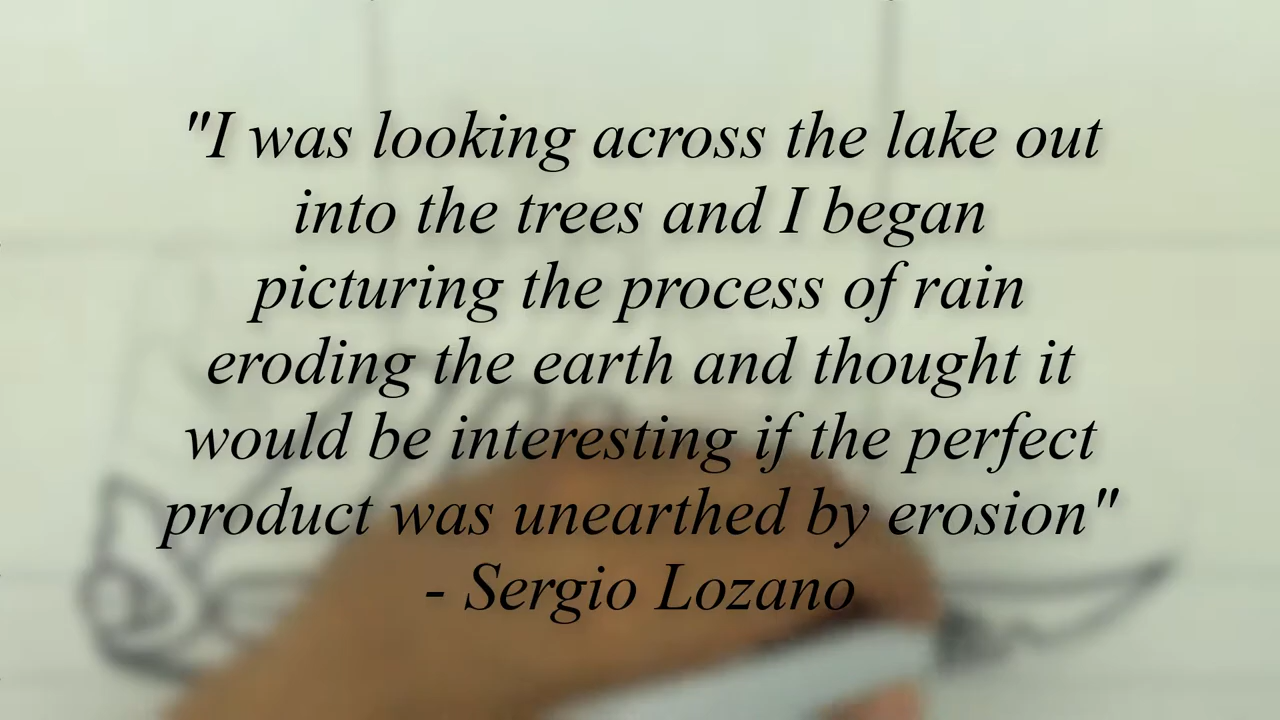 "I was looking across the lake out
into the trees and I began
picturing the process of rain
eroding the earth and thought it
would be interesting if the perfect
product was unearthed by erosion"
- Sergio Lozano